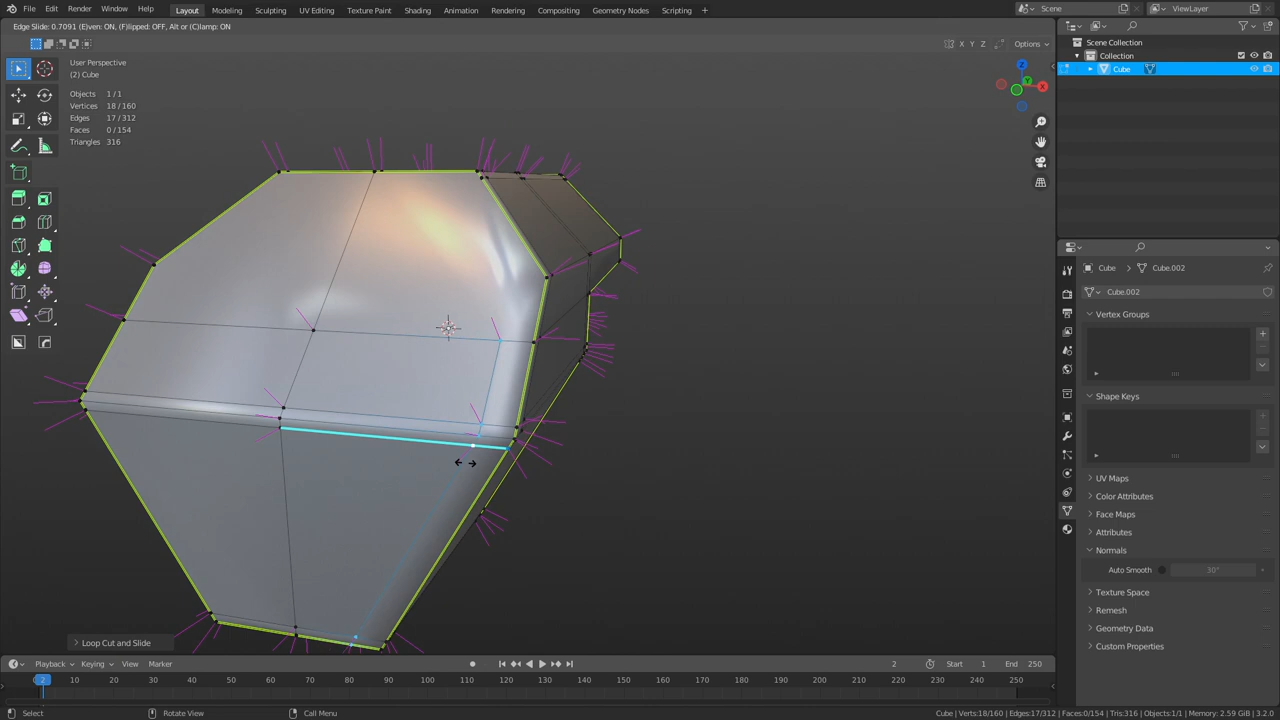 File Edit Render Window Help Layout Modeling Sculpting UV Editing Texture Paint Shading Animation Rendering Compositing Geometry Nodes Scripting + Scene ViewLayer
Edge Slide: 0.7091 (E)ven: ON, (F)lipped: OFF, Alt or (C)lamp: ON
X Y Z Options
User Perspective
(2) Cube
Objects 1 / 1
Vertices 18 / 160
Edges 17 / 312
Faces 0 / 154
Triangles 316
Z
Y
X
Loop Cut and Slide
Scene Collection
Collection
Cube
Cube Cube.002
Cube.002
Vertex Groups
Shape Keys
UV Maps
Color Attributes
Face Maps
Attributes
Normals
Auto Smooth 30°
Texture Space
Remesh
Geometry Data
Custom Properties
Playback Keying View Marker 2 Start 1 End 250
2 10 20 30 40 50 60 70 80 90 100 110 120 130 140 150 160 170 180 190 200 210 220 230 240 250
Select Rotate View Call Menu Cube | Verts:18/160 | Edges:17/312 | Faces:0/154 | Tris:316 | Objects:1/1 | Memory: 2.59 GiB | 3.2.0